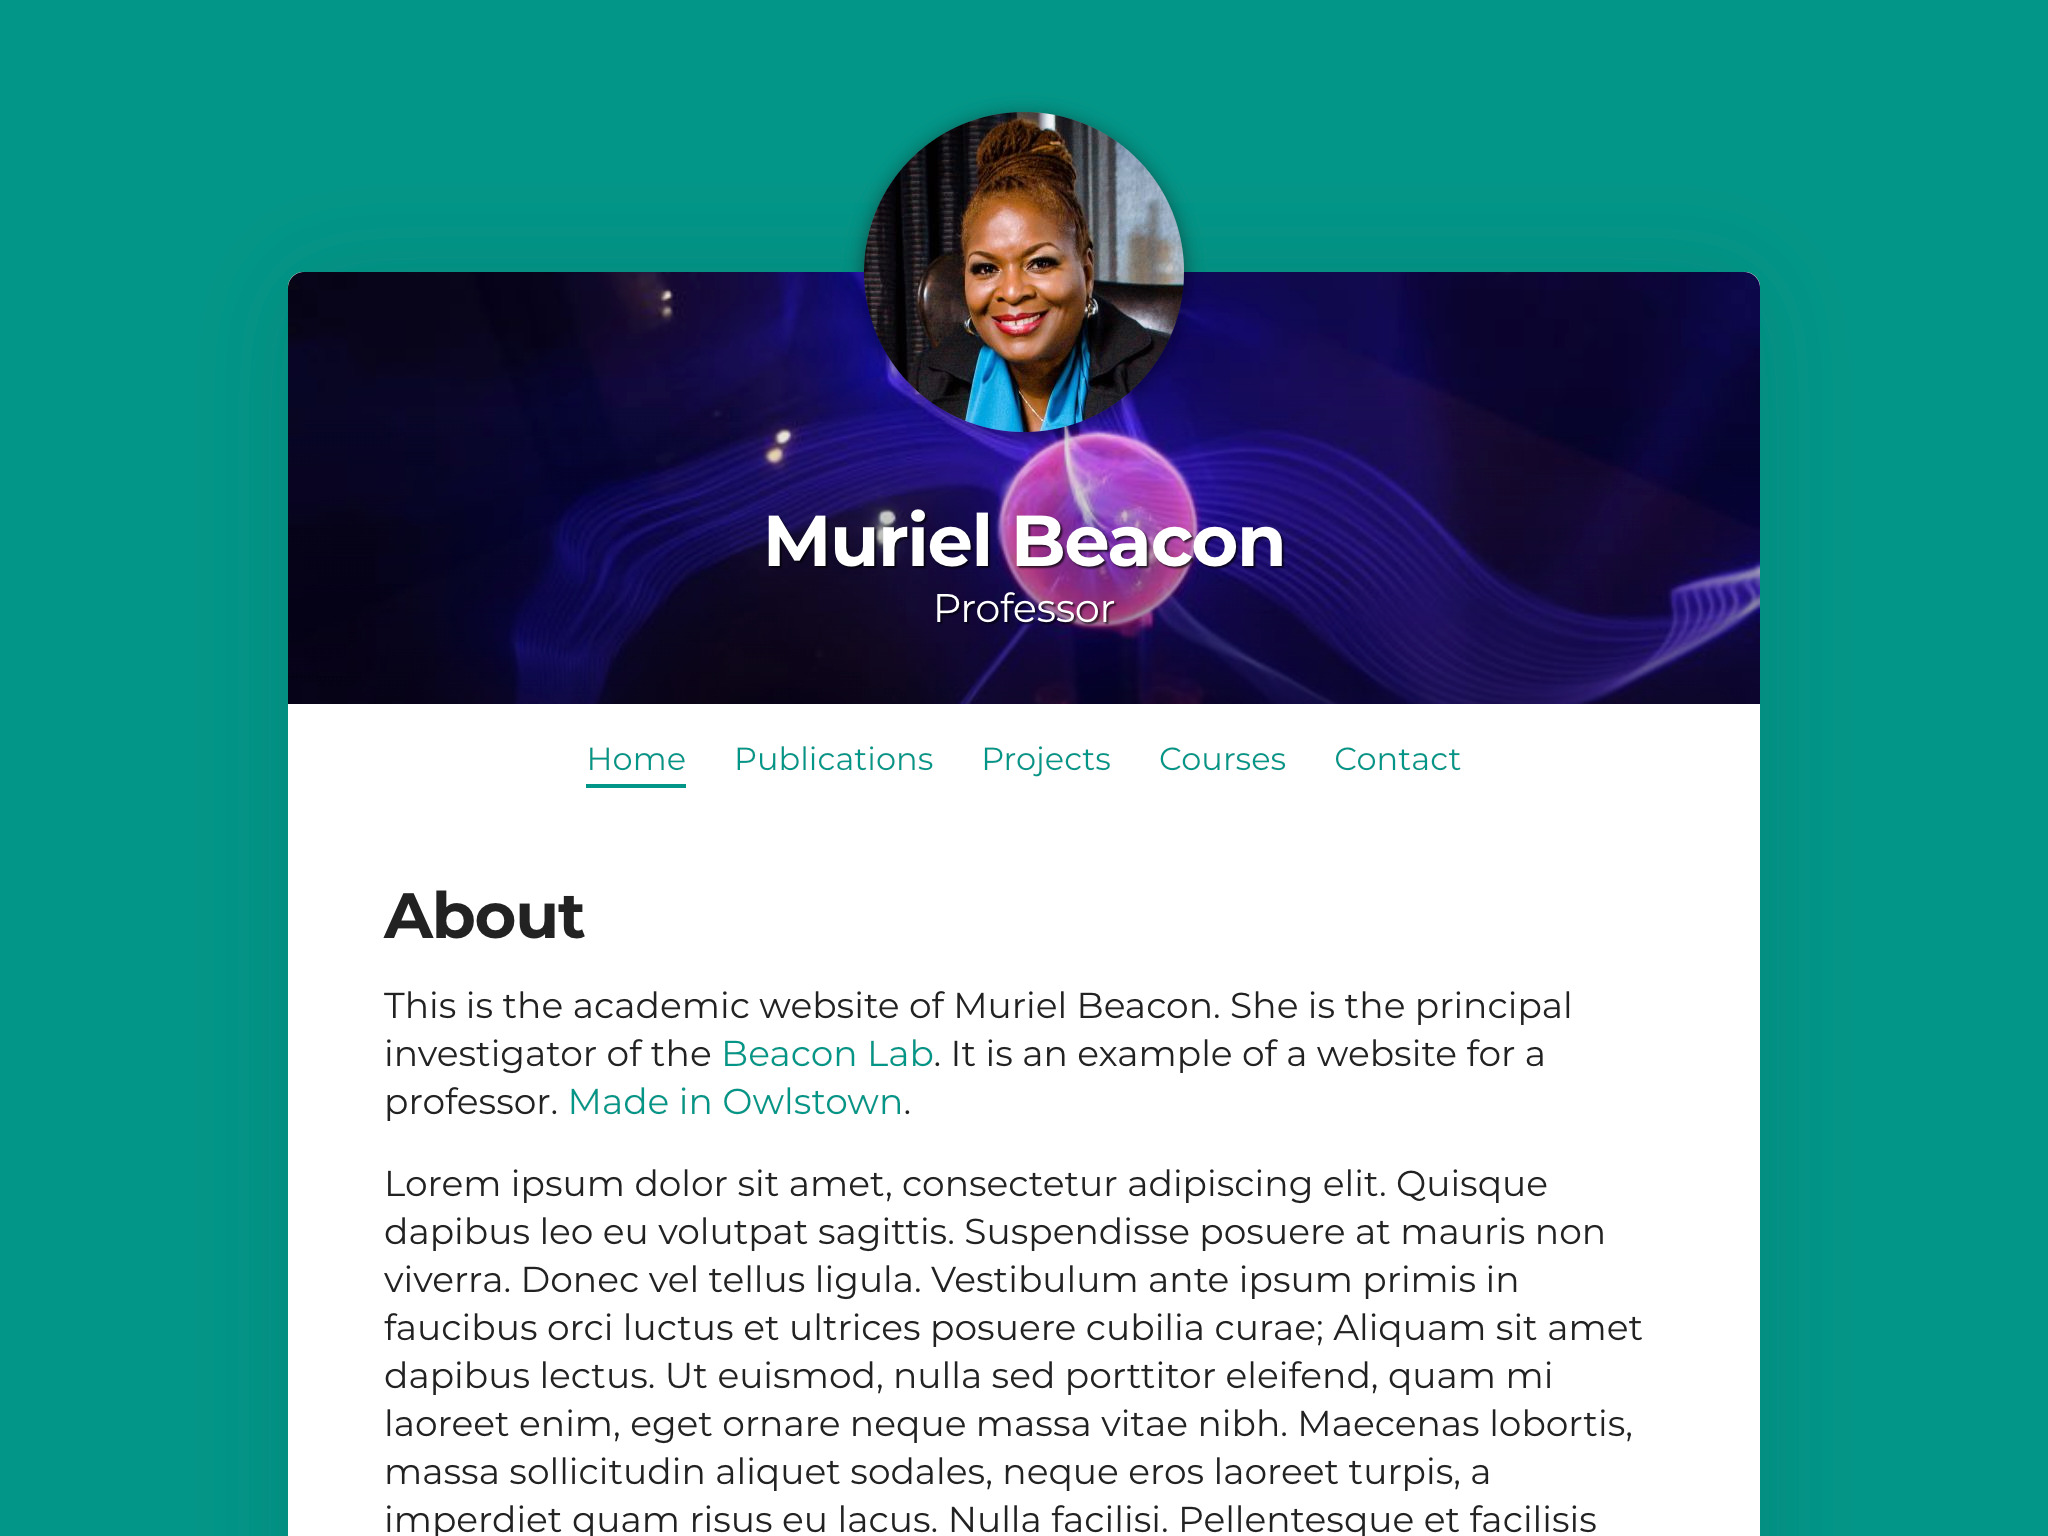 Muriel Beacon
Professor
Home Publications Projects Courses Contact
About
This is the academic website of Muriel Beacon. She is the principal
investigator of the Beacon Lab. It is an example of a website for a
professor. Made in Owlstown.
Lorem ipsum dolor sit amet, consectetur adipiscing elit. Quisque
dapibus leo eu volutpat sagittis. Suspendisse posuere at mauris non
viverra. Donec vel tellus ligula. Vestibulum ante ipsum primis in
faucibus orci luctus et ultrices posuere cubilia curae; Aliquam sit amet
dapibus lectus. Ut euismod, nulla sed porttitor eleifend, quam mi
laoreet enim, eget ornare neque massa vitae nibh. Maecenas lobortis,
massa sollicitudin aliquet sodales, neque eros laoreet turpis, a
imperdiet quam risus eu lacus. Nulla facilisi. Pellentesque et facilisis